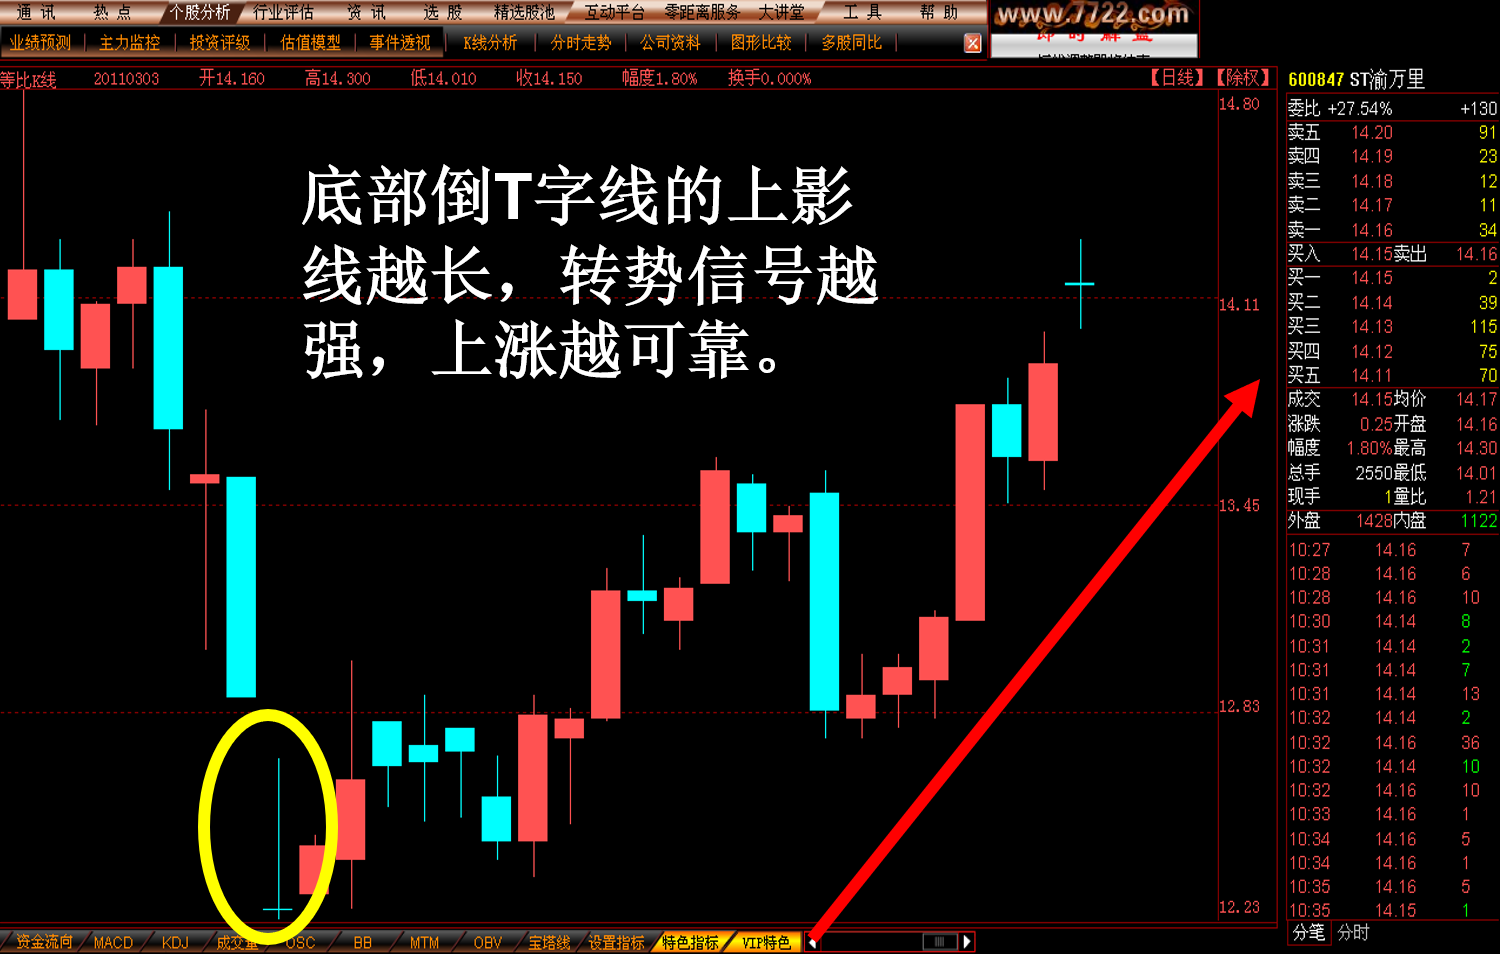 通 讯 热 点 个股分析 行业评估 资 讯 选 股 精选股池 互动平台 零距离服务 大讲堂 工 具 帮 助
www.7722.com
业绩预测 主力监控 投资评级 估值模型 事件透视 K线分析 分时走势 公司资料 图形比较 多股同比
等比K线 20110303 开14.160 高14.300 低14.010 收14.150 幅度1.80% 换手0.000% 【日线】【除权】
600847 ST渝万里
14.80
14.11
13.45
12.83
12.23
底部倒T字线的上影
线越长，转势信号越
强，上涨越可靠。
委比 +27.54% +130
卖五 14.20 91
卖四 14.19 23
卖三 14.18 12
卖二 14.17 11
卖一 14.16 34
买入 14.15 卖出 14.16
买一 14.15 2
买二 14.14 39
买三 14.13 115
买四 14.12 75
买五 14.11 70
成交 14.15 均价 14.17
涨跌 0.25 开盘 14.16
幅度 1.80% 最高 14.30
总手 2550 最低 14.01
现手 1 量比 1.21
外盘 1428 内盘 1122
10:27 14.16 7
10:28 14.16 6
10:28 14.16 10
10:30 14.14 8
10:31 14.14 2
10:31 14.14 7
10:31 14.14 13
10:32 14.14 2
10:32 14.16 36
10:32 14.14 10
10:32 14.16 10
10:33 14.16 1
10:34 14.16 5
10:34 14.16 1
10:35 14.16 5
10:35 14.15 1
分笔 分时
资金流向 MACD KDJ 成交量 OSC BB MTM OBV 宝塔线 设置指标 特色指标 VIP特色